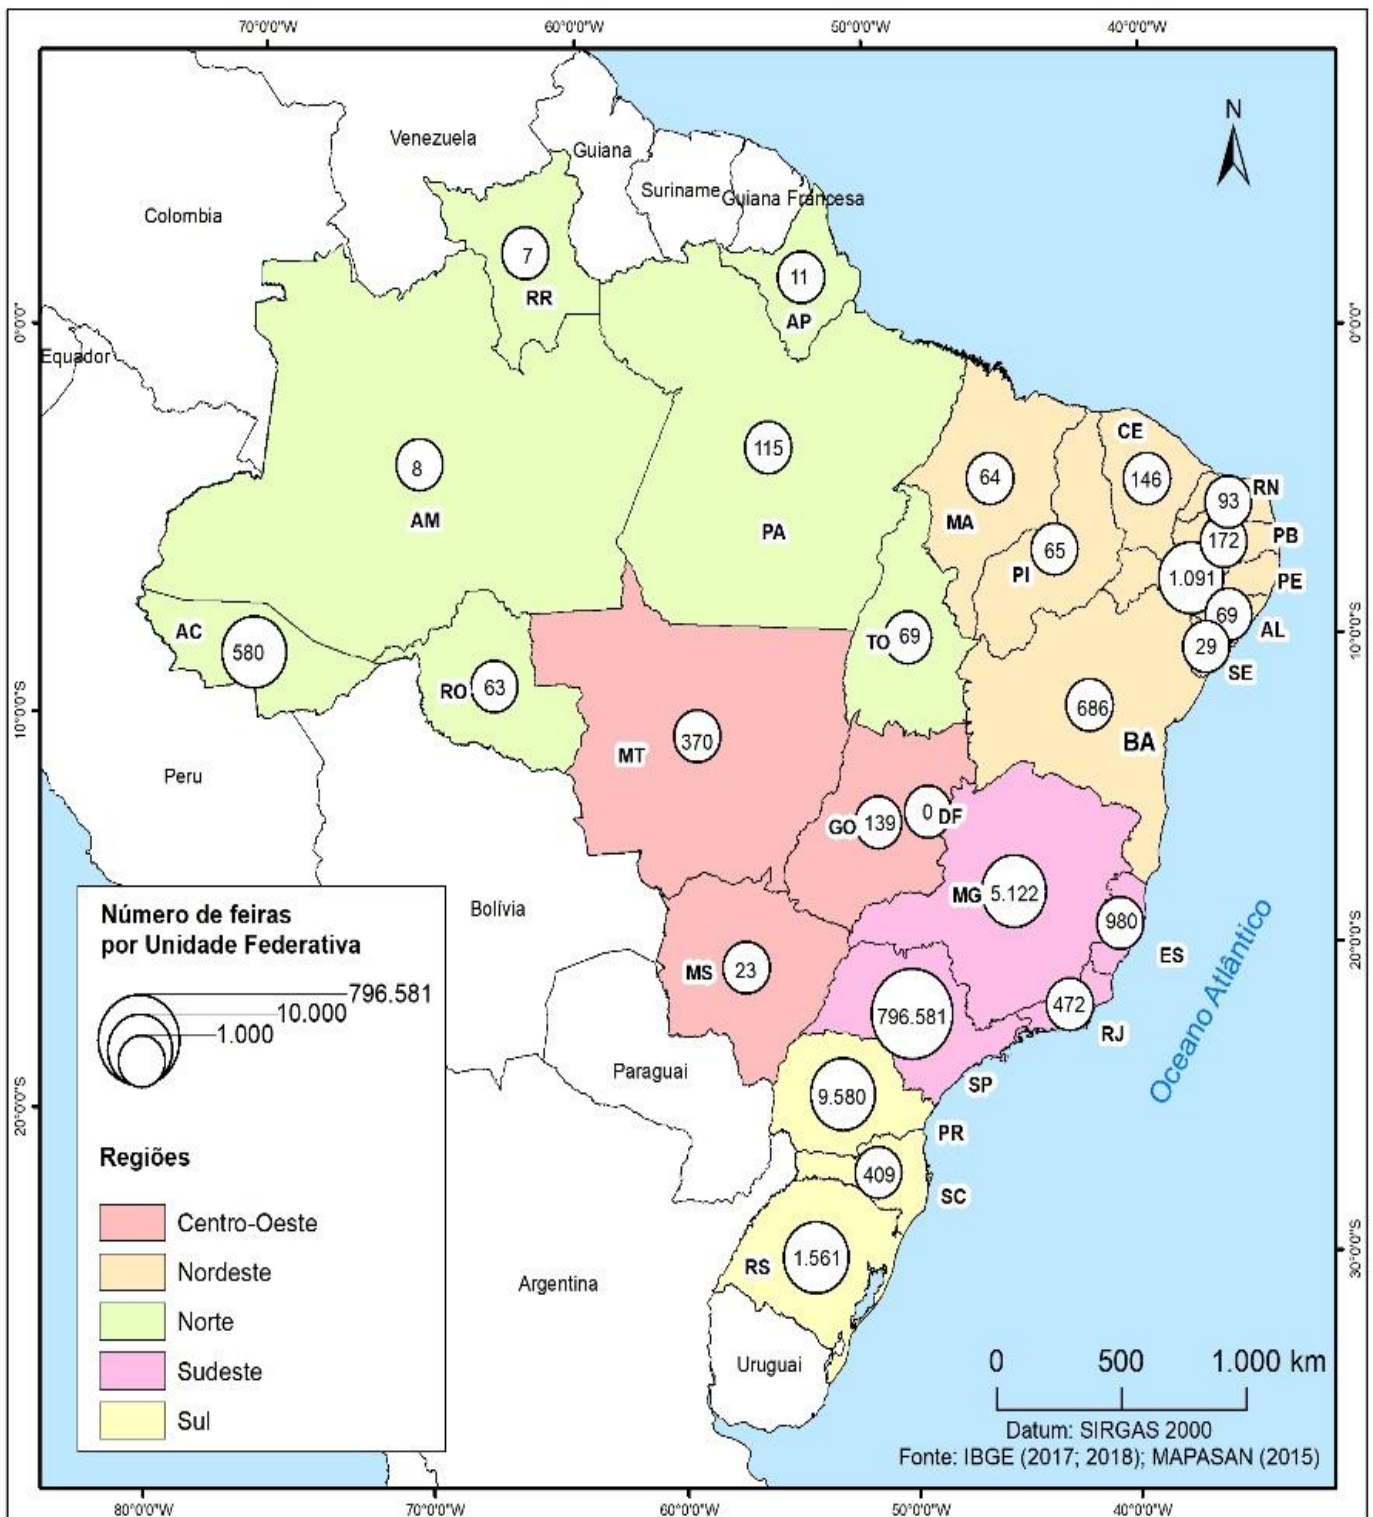 70°0'0"W 60°0'0"W 50°0'0"W 40°0'0"W
N
Venezuela
Guiana
Suriname
Guiana Francesa
Colombia
7
RR
11
AP
0°0'0"
0°0'0"
Equador
CE
115
8
64
146
RN
93
AM
PA
MA
172
PB
65
PI
1.091
PE
AC
580
TO
69
69
AL
10°0'0"S
29
SE
RO
63
686
10°0'0"S
370
MT
BA
Peru
GO
139
0
DF
MG
5.122
980
Bolívia
ES
20°0'0"S
MS
23
472
RJ
796.581
Oceano Atlântico
Paraguai
SP
9.580
20°0'0"S
PR
409
SC
1.561
RS
30°0'0"S
Argentina
Uruguai
Número de feiras
por Unidade Federativa
796.581
10.000
1.000
Regiões
Centro-Oeste
Nordeste
Norte
Sudeste
Sul
0 500 1.000 km
Datum: SIRGAS 2000
Fonte: IBGE (2017; 2018); MAPASAN (2015)
80°0'0"W 70°0'0"W 60°0'0"W 50°0'0"W 40°0'0"W